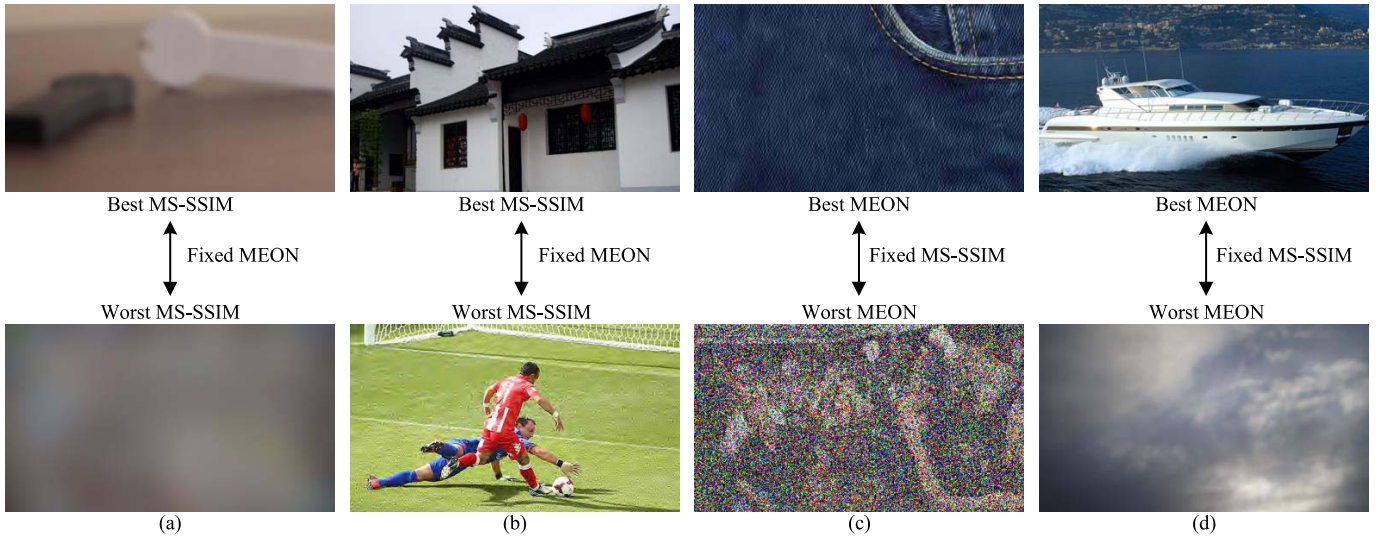 Best MS-SSIM
Fixed MEON
Worst MS-SSIM
(a)
Best MS-SSIM
Fixed MEON
Worst MS-SSIM
(b)
Best MEON
Fixed MS-SSIM
Worst MEON
(c)
Best MEON
Fixed MS-SSIM
Worst MEON
(d)